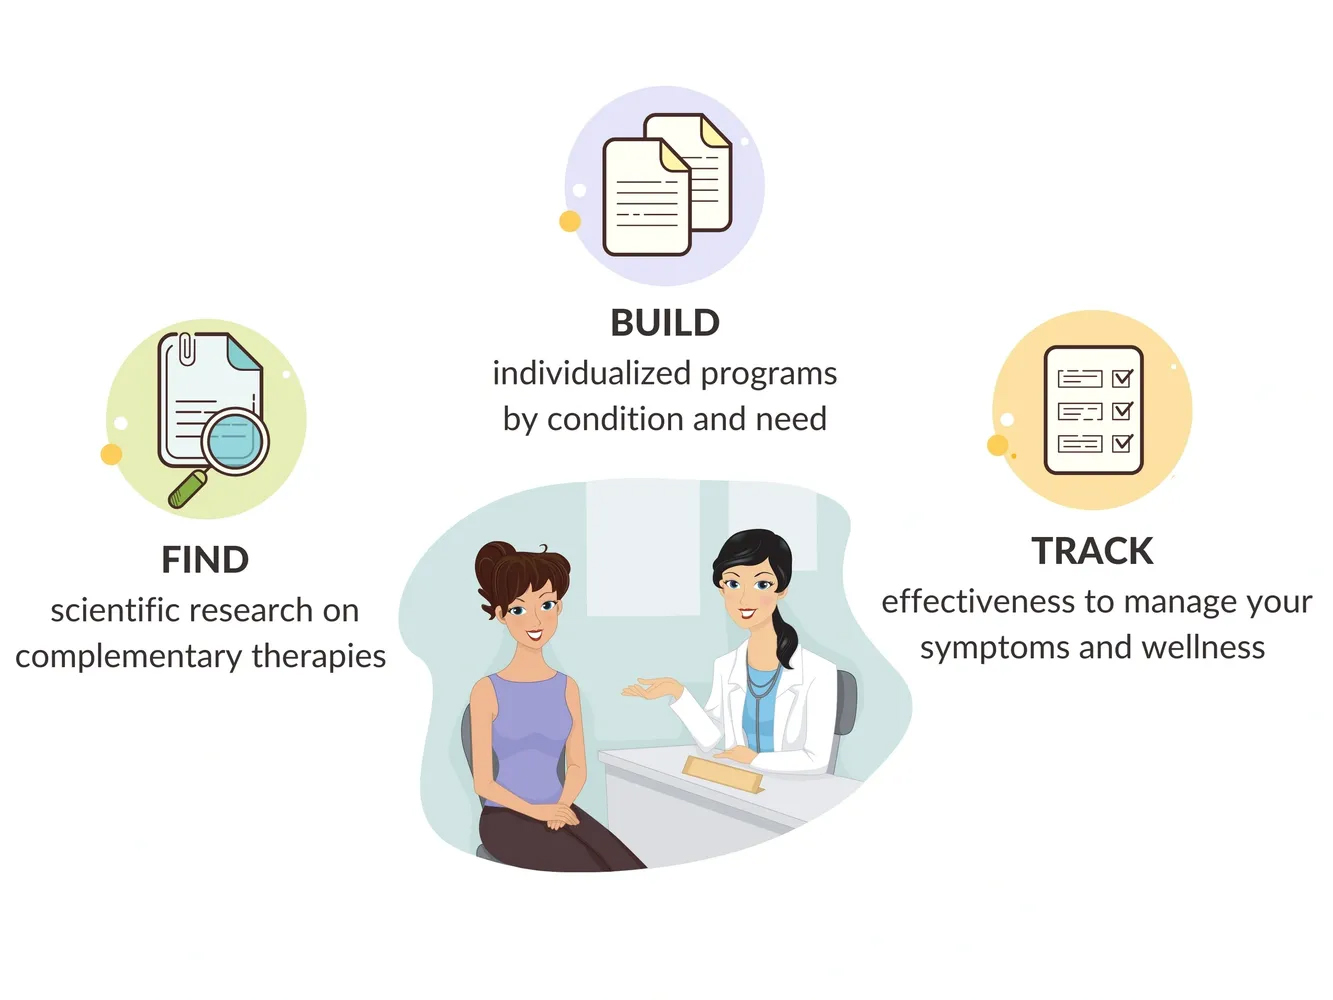 FIND
scientific research on
complementary therapies
BUILD
individualized programs
by condition and need
TRACK
effectiveness to manage your
symptoms and wellness